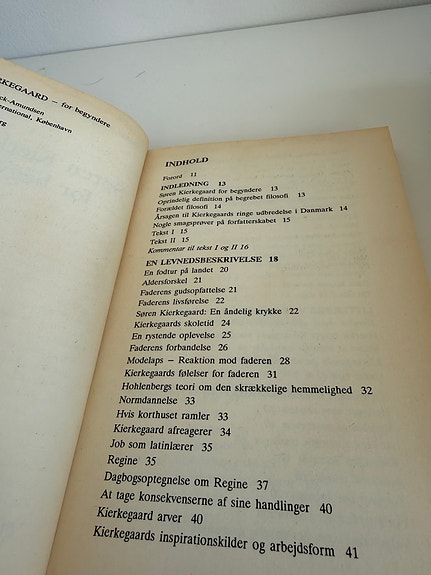 RKEGAARD – for begyndere
ck-Amundsen
ernational, København
rg
INDHOLD
Forord 11
INDLEDNING 13
Søren Kierkegaard for begyndere 13
Oprindelig definition på begrebet filosofi 13
Forældet filosofi 14
Årsagen til Kierkegaards ringe udbredelse i Danmark 14
Nogle smagsprøver på forfatterskabet 15
Tekst I 15
Tekst II 15
Kommentar til tekst I og II 16
EN LEVNEDSBESKRIVELSE 18
En fodtur på landet 20
Aldersforskel 21
Faderens gudsopfattelse 21
Faderens livsførelse 22
Søren Kierkegaard: En åndelig krykke 22
Kierkegaards skoletid 24
En rystende oplevelse 25
Faderens forbandelse 26
Modelaps – Reaktion mod faderen 28
Kierkegaards følelser for faderen 31
Hohlenbergs teori om den skrækkelige hemmelighed 32
Normdannelse 33
Hvis korthuset ramler 33
Kierkegaard afreagerer 34
Job som latinlærer 35
Regine 35
Dagbogsoptegnelse om Regine 37
At tage konsekvenserne af sine handlinger 40
Kierkegaard arver 40
Kierkegaards inspirationskilder og arbejdsform 41